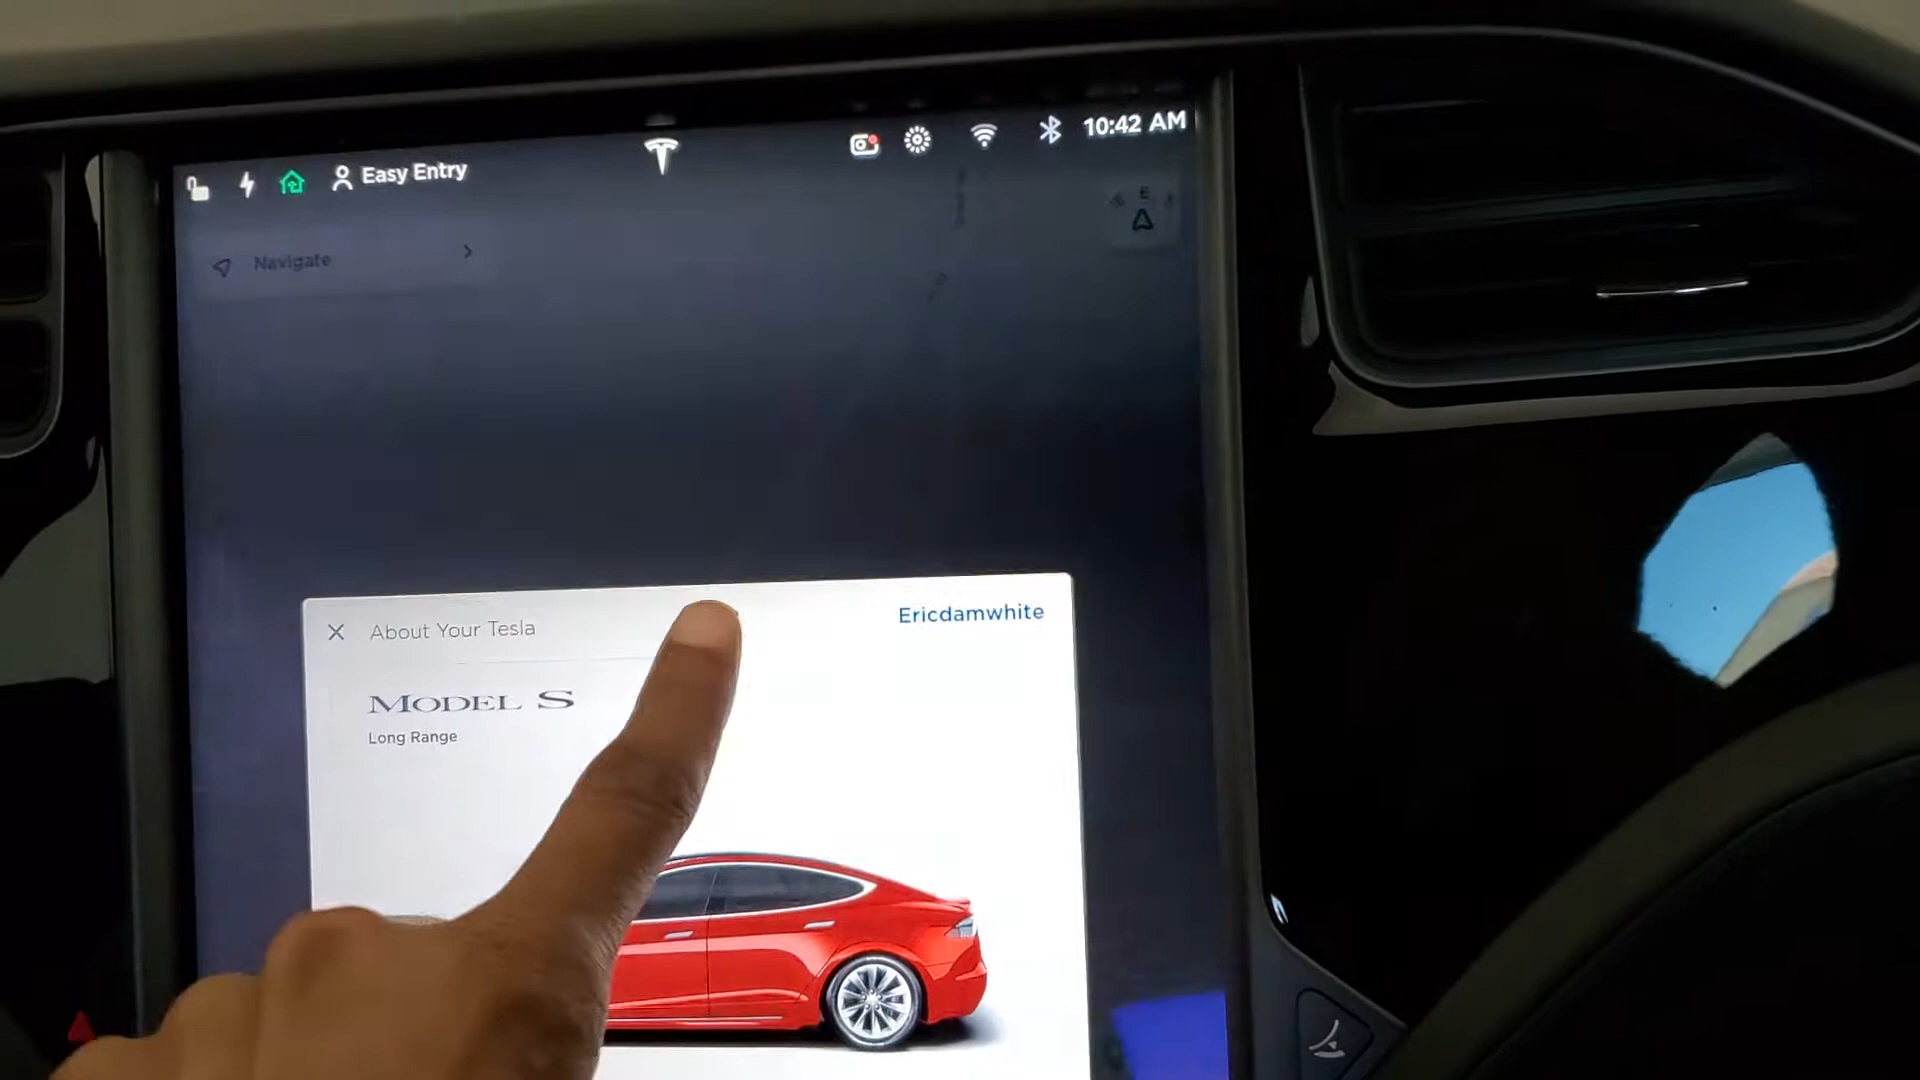 Easy Entry
10:42 AM
Navigate
E
About Your Tesla
Ericdamwhite
MODEL S
Long Range